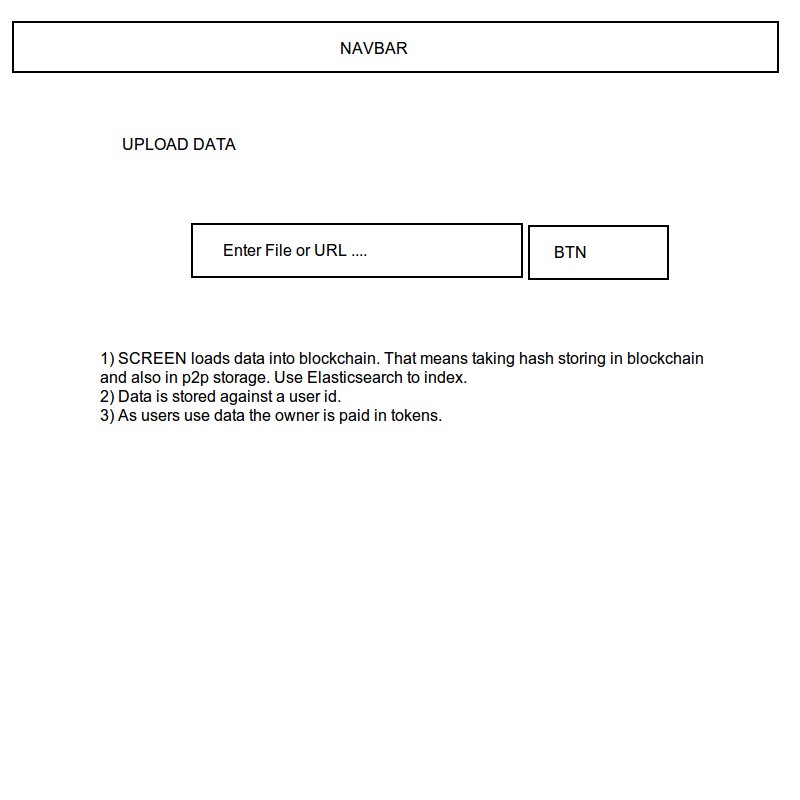 NAVBAR
UPLOAD DATA
Enter File or URL ....
BTN
1) SCREEN loads data into blockchain. That means taking hash storing in blockchain
and also in p2p storage. Use Elasticsearch to index.
2) Data is stored against a user id.
3) As users use data the owner is paid in tokens.